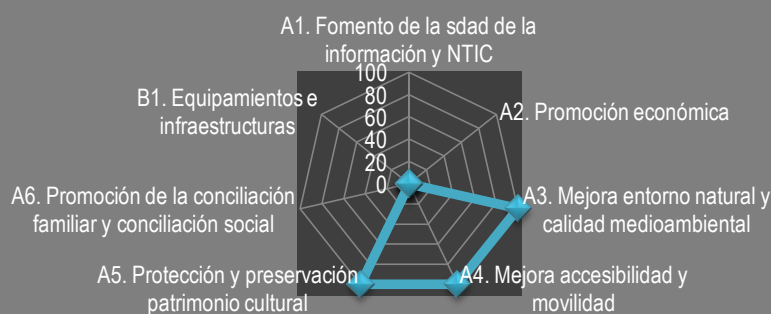 A1. Fomento de la sdad de la
información y NTIC
100
80
60
40
20
0
A2. Promoción económica
A3. Mejora entorno natural y
calidad medioambiental
A4. Mejora accesibilidad y
movilidad
A5. Protección y preservación
patrimonio cultural
A6. Promoción de la conciliación
familiar y conciliación social
B1. Equipamientos e
infraestructuras